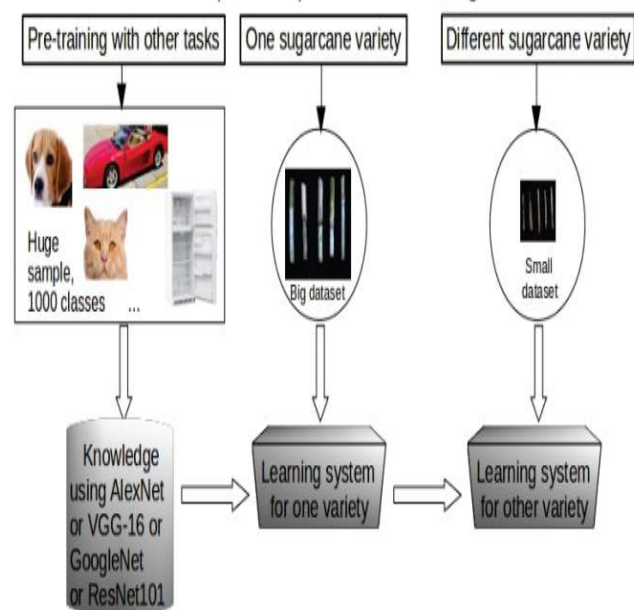 Pre-training with other tasks
One sugarcane variety
Different sugarcane variety
Huge
sample,
1000 classes ...
Big dataset
Small
dataset
Knowledge
using AlexNet
or VGG-16 or
GoogleNet
or ResNet101
Learning system
for one variety
Learning system
for other variety